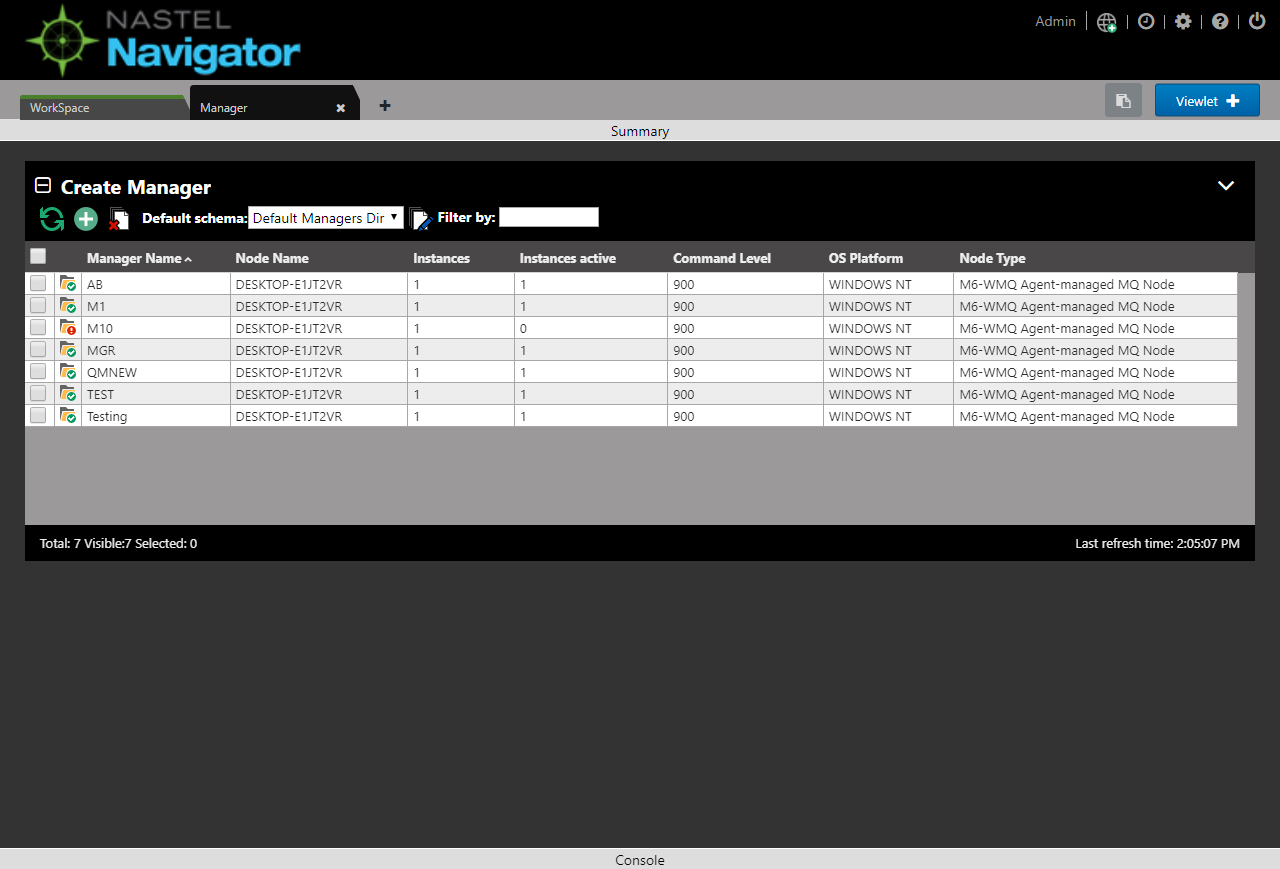 NASTEL
Navigator
Admin
WorkSpace
Manager
Viewlet
Summary
Create Manager
Default schema: Default Managers Dir Filter by:
Manager Name Node Name Instances Instances active Command Level OS Platform Node Type
AB DESKTOP-E1JT2VR 1 1 900 WINDOWS NT M6-WMQ Agent-managed MQ Node
M1 DESKTOP-E1JT2VR 1 1 900 WINDOWS NT M6-WMQ Agent-managed MQ Node
M10 DESKTOP-E1JT2VR 1 0 900 WINDOWS NT M6-WMQ Agent-managed MQ Node
MGR DESKTOP-E1JT2VR 1 1 900 WINDOWS NT M6-WMQ Agent-managed MQ Node
QMNEW DESKTOP-E1JT2VR 1 1 900 WINDOWS NT M6-WMQ Agent-managed MQ Node
TEST DESKTOP-E1JT2VR 1 1 900 WINDOWS NT M6-WMQ Agent-managed MQ Node
Testing DESKTOP-E1JT2VR 1 1 900 WINDOWS NT M6-WMQ Agent-managed MQ Node
Total: 7 Visible:7 Selected: 0 Last refresh time: 2:05:07 PM
Console